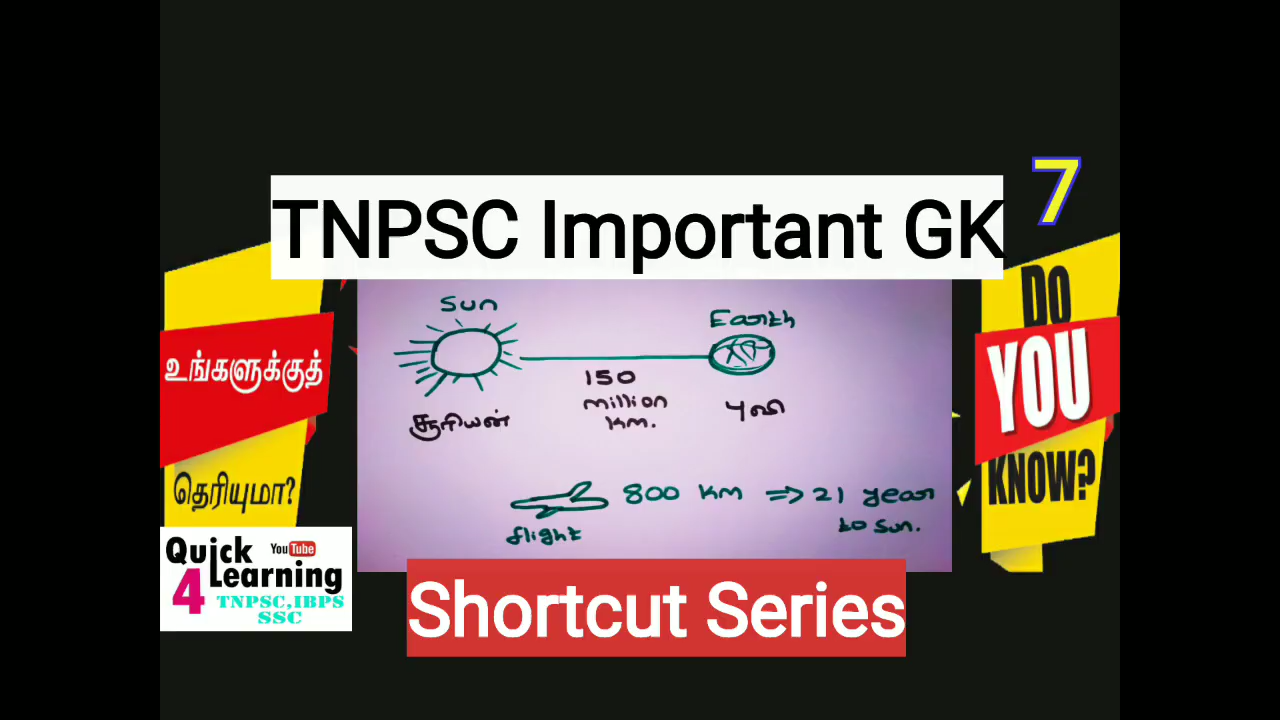 7
TNPSC Important GK
உங்களுக்குத்
தெரியுமா?
DO
YOU
KNOW?
Sun
Earth
150
million
km.
சூரியன்
புவி
800 km => 21 year
to sun.
flight
Quick YouTube
4 Learning
TNPSC,IBPS
SSC
Shortcut Series